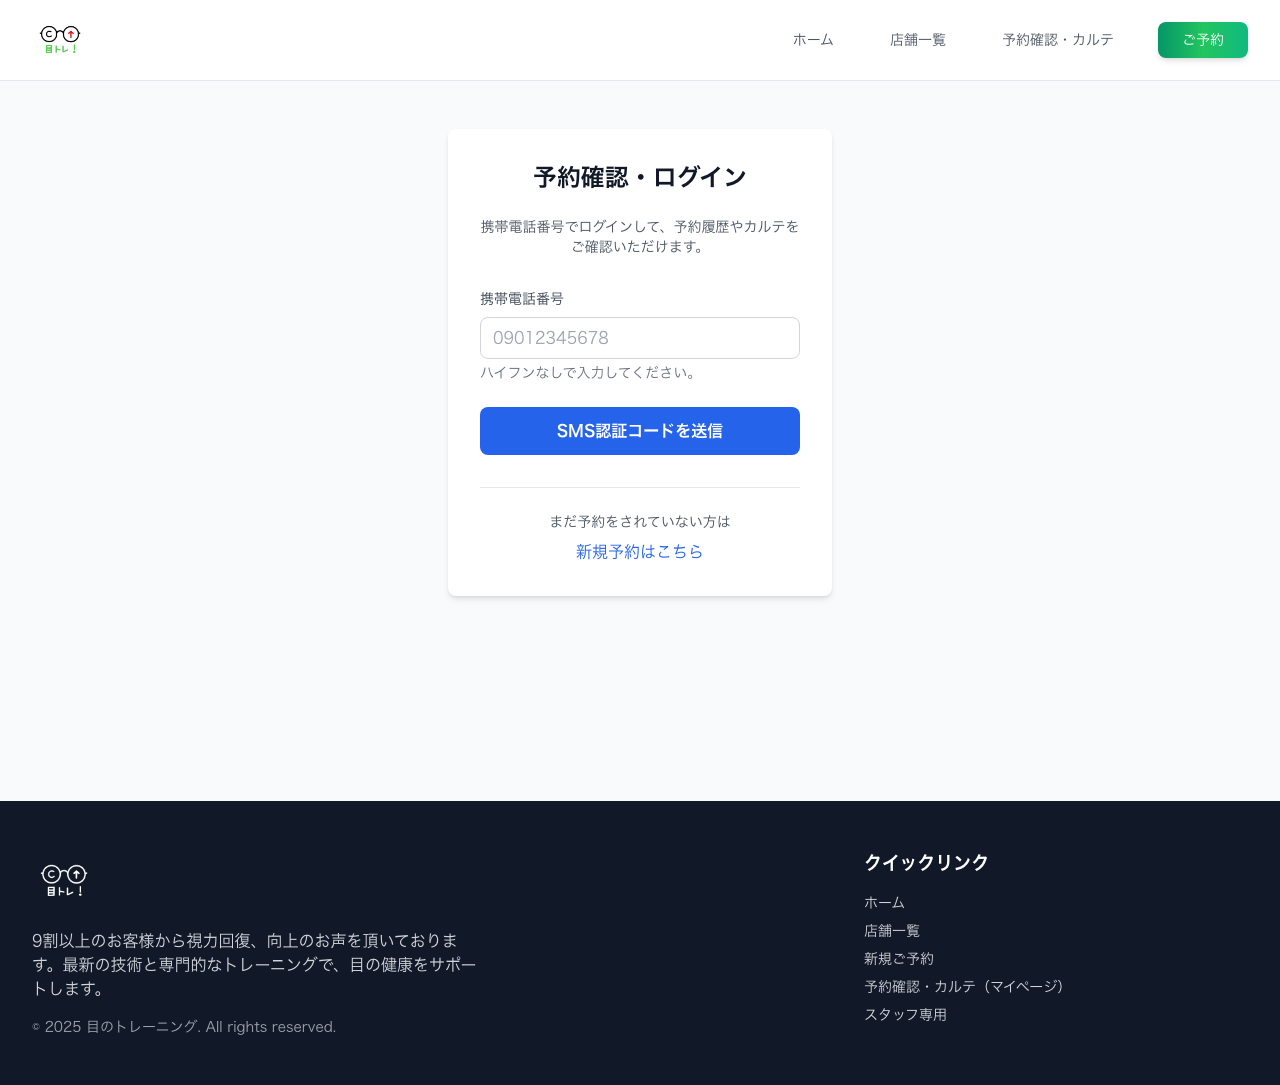 C
目トレ!
ホーム
店舗一覧
予約確認・カルテ
ご予約
予約確認・ログイン
携帯電話番号でログインして、予約履歴やカルテを
ご確認いただけます。
携帯電話番号
09012345678
ハイフンなしで入力してください。
SMS認証コードを送信
まだ予約をされていない方は
新規予約はこちら
C
目トレ!
9割以上のお客様から視力回復、向上のお声を頂いておりま
す。最新の技術と専門的なトレーニングで、目の健康をサポー
トします。
© 2025 目のトレーニング. All rights reserved.
クイックリンク
ホーム
店舗一覧
新規ご予約
予約確認・カルテ（マイページ）
スタッフ専用